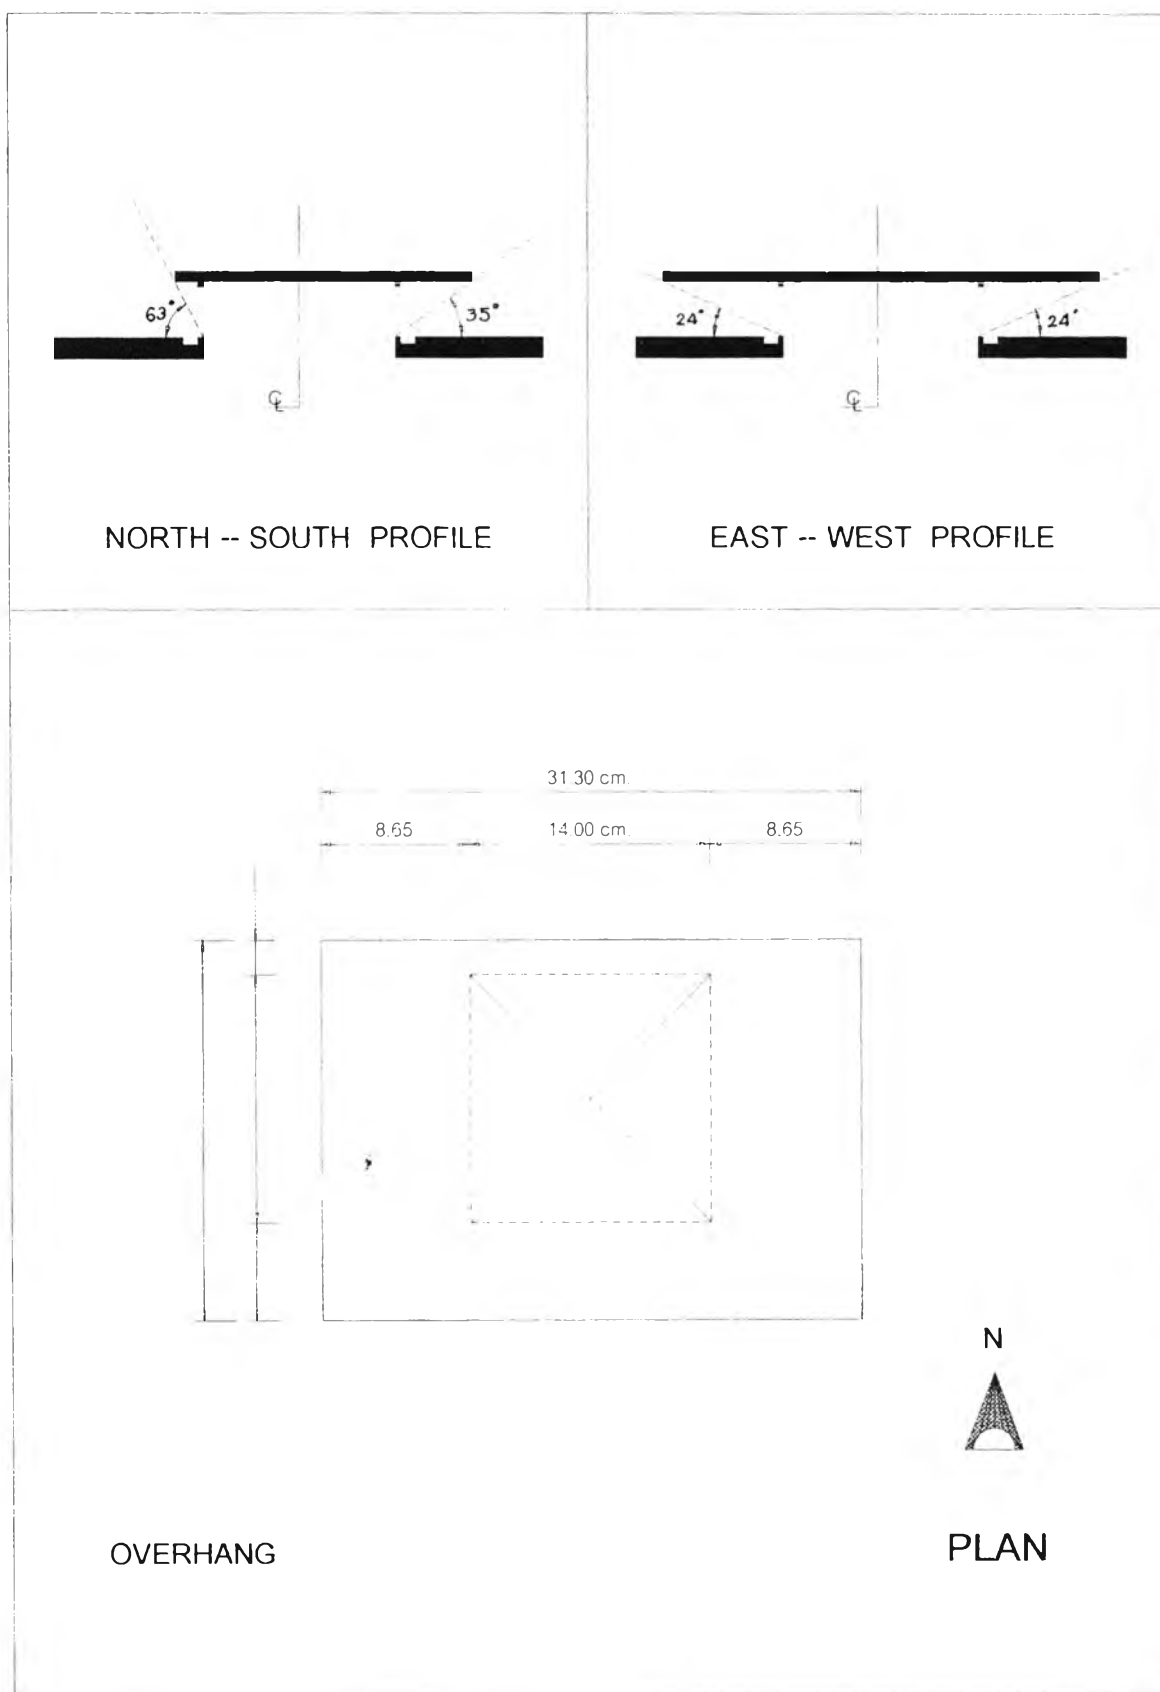 63°
35°
24°
24°
℄
℄
NORTH -- SOUTH PROFILE
EAST -- WEST PROFILE
31.30 cm.
8.65
14.00 cm.
8.65
N
OVERHANG
PLAN